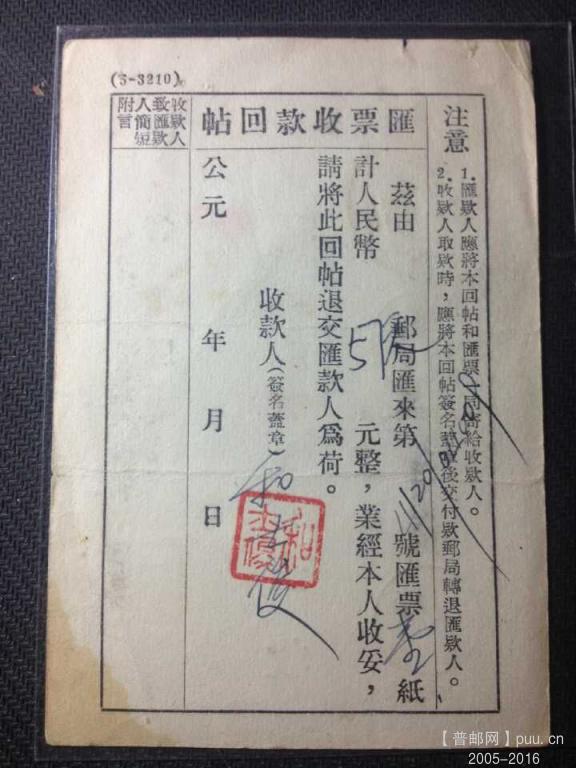 (S-3210)
注意
1.匯款人應將本回帖和匯票一同寄給收款人。
2.收款人取款時,應將本回帖簽名蓋章後交付款郵局轉退匯款人。
帖回款收票匯
茲由 郵局匯來第 號匯票 紙
計人民幣 元整,業經本人收妥,
請將此回帖退交匯款人爲荷。
收款人(簽名蓋章)
公元 年 月 日
收款人
致匯款
人簡短
附言
【普邮网】puu.cn
2005-2016